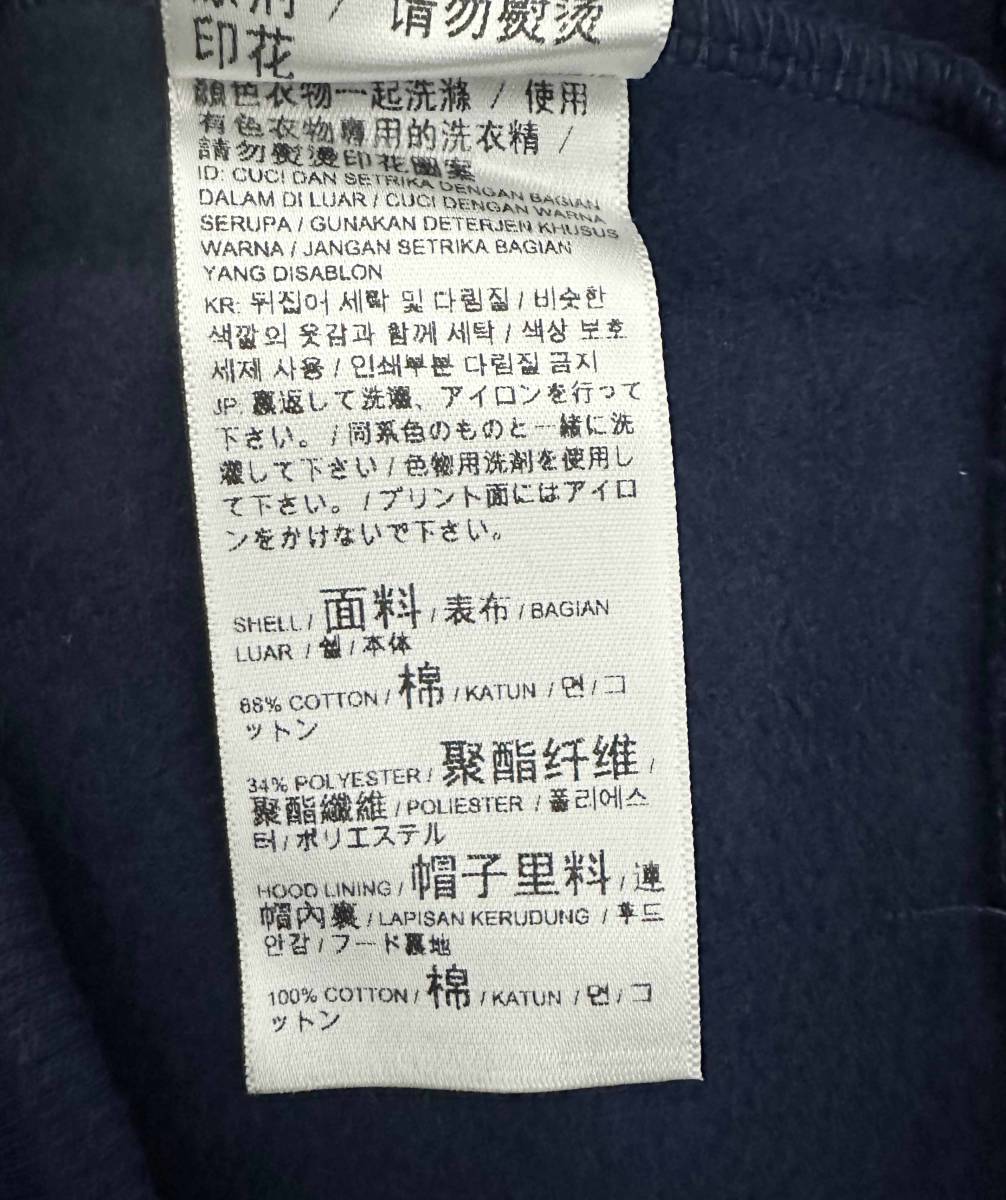 / 请勿熨烫
印花
顏色衣物一起洗滌 / 使用
有色衣物專用的洗衣精 /
請勿熨燙印花圖案
ID: CUCI DAN SETRIKA DENGAN BAGIAN
DALAM DI LUAR / CUCI DENGAN WARNA
SERUPA / GUNAKAN DETERJEN KHUSUS
WARNA / JANGAN SETRIKA BAGIAN
YANG DISABLON
KR: 뒤집어 세탁 및 다림질 / 비슷한
색깔의 옷감과 함께 세탁 / 색상 보호
세제 사용 / 인쇄부분 다림질 금지
JP: 裏返して洗濯、アイロンを行って
下さい。 / 同系色のものと一緒に洗
濯して下さい / 色物用洗剤を使用し
て下さい。 / プリント面にはアイロ
ンをかけないで下さい。
SHELL / 面料 / 表布 / BAGIAN
LUAR / 쉘 / 本体
66% COTTON / 棉 / KATUN / 면 / コ
ットン
34% POLYESTER / 聚酯纤维 /
聚酯纖維 / POLIESTER / 폴리에스
터 / ポリエステル
HOOD LINING / 帽子里料 / 連
帽內裏 / LAPISAN KERUDUNG / 후드
안감 / フード裏地
100% COTTON / 棉 / KATUN / 면 / コ
ットン